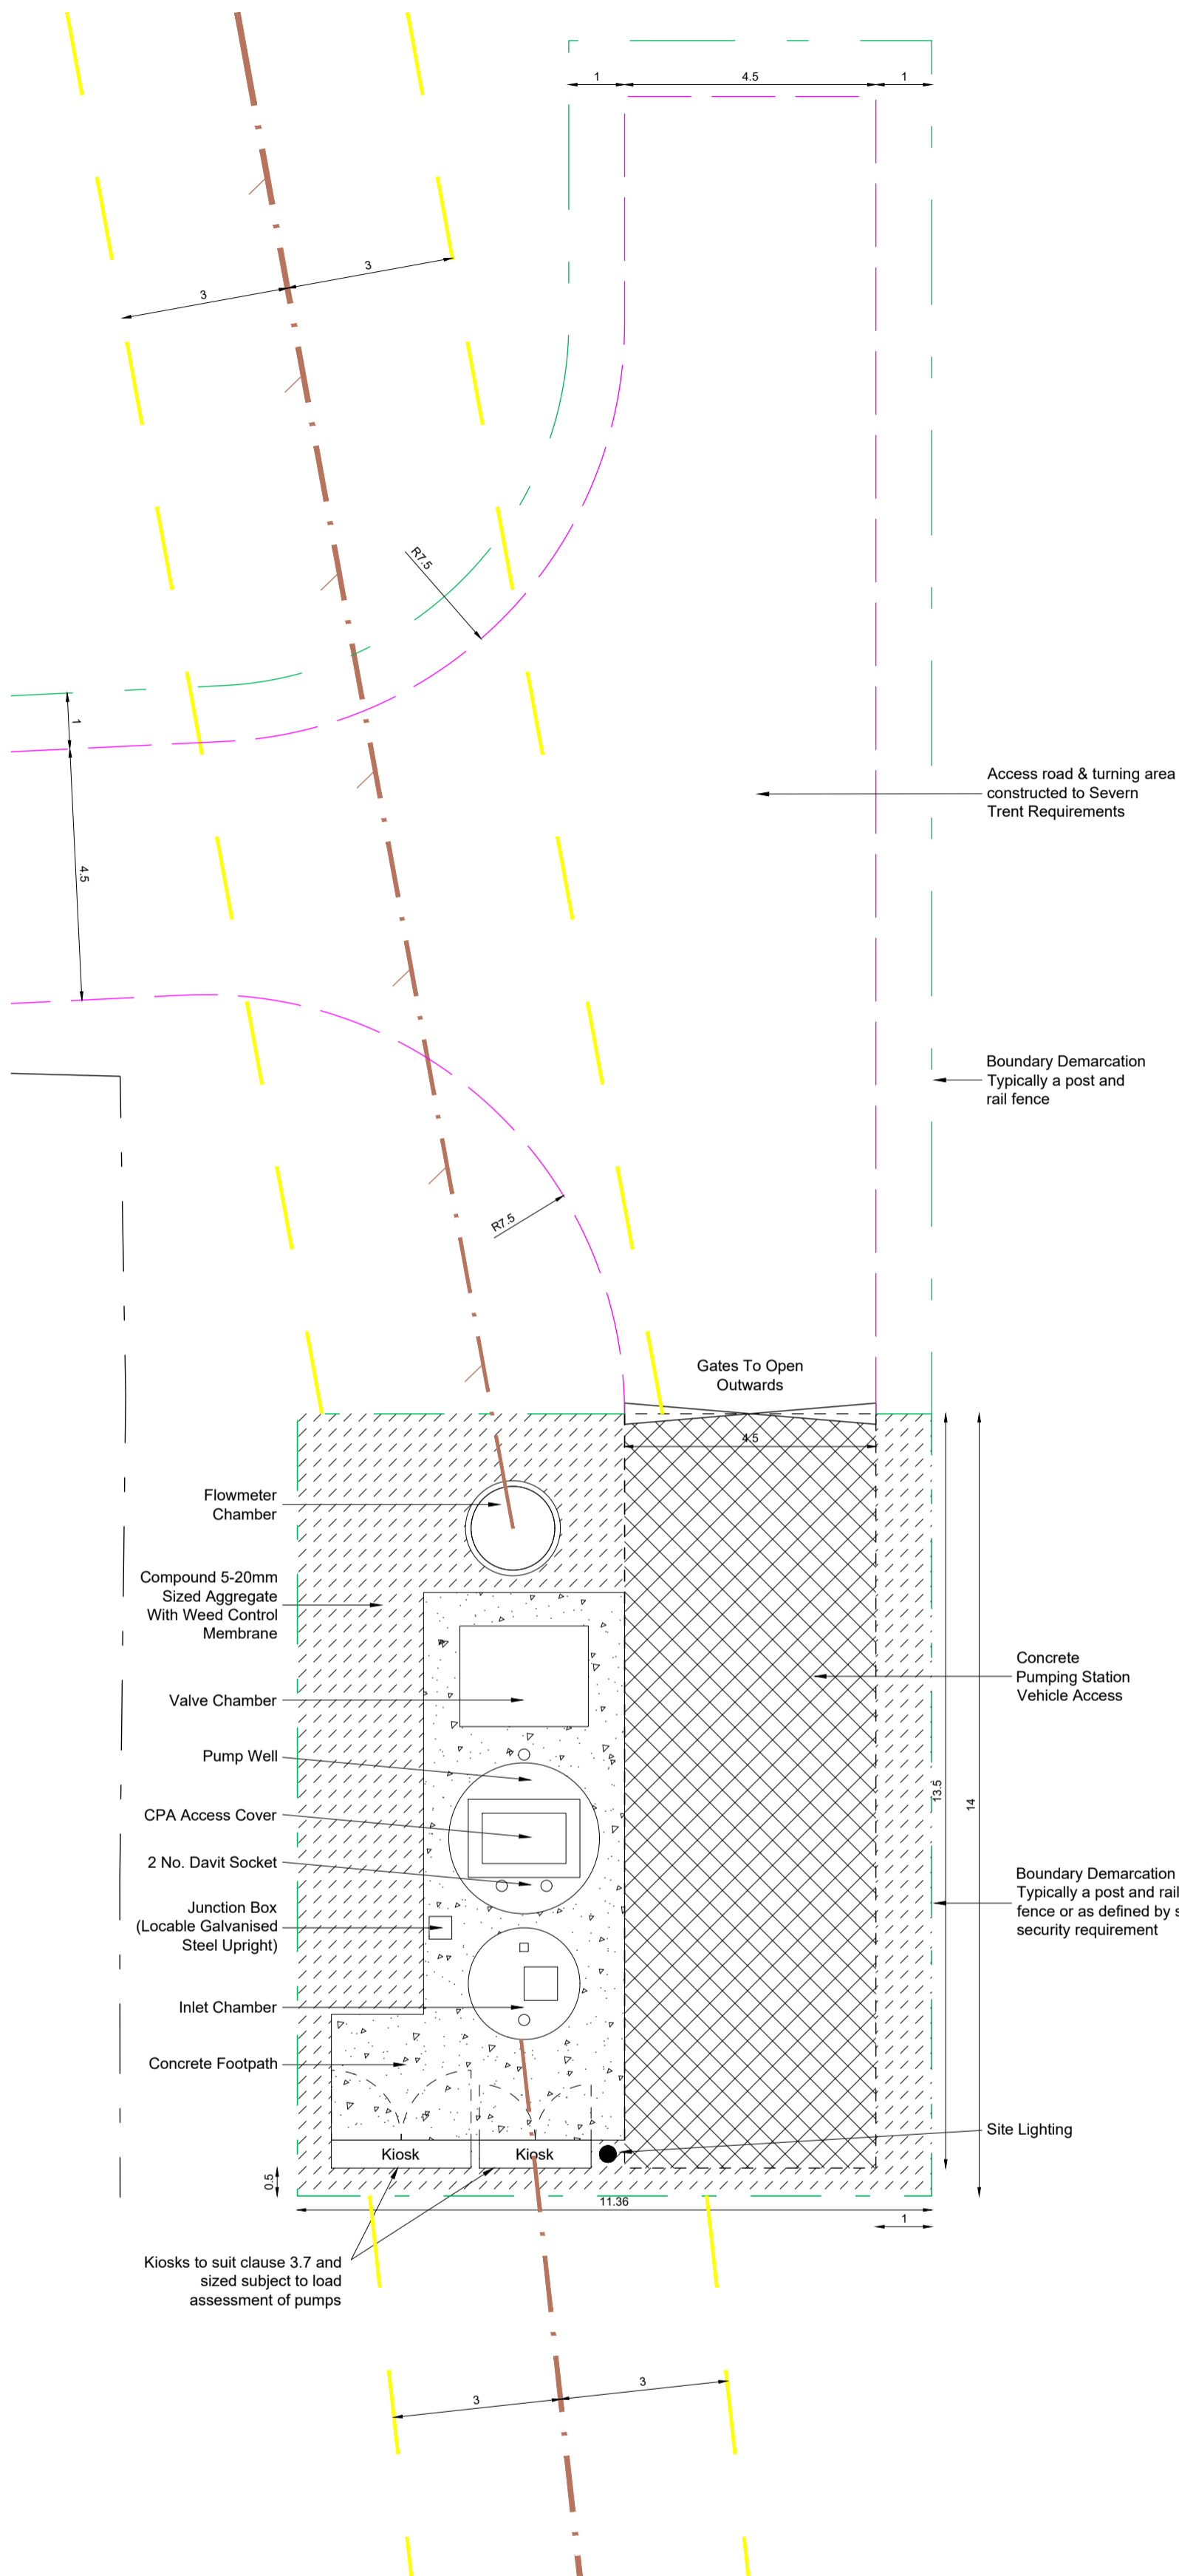 1
4.5
1
3
3
R7.5
1
4.5
Access road & turning area
constructed to Severn
Trent Requirements
Boundary Demarcation
Typically a post and
rail fence
R7.5
Gates To Open
Outwards
4.5
Flowmeter
Chamber
Compound 5-20mm
Sized Aggregate
With Weed Control
Membrane
Concrete
Pumping Station
Vehicle Access
Valve Chamber
Pump Well
13.5
14
CPA Access Cover
2 No. Davit Socket
Boundary Demarcation
Typically a post and rail
fence or as defined by s
security requirement
Junction Box
(Locable Galvanised
Steel Upright)
Inlet Chamber
Concrete Footpath
Site Lighting
Kiosk
Kiosk
0.5
11.36
1
Kiosks to suit clause 3.7 and
sized subject to load
assessment of pumps
3
3